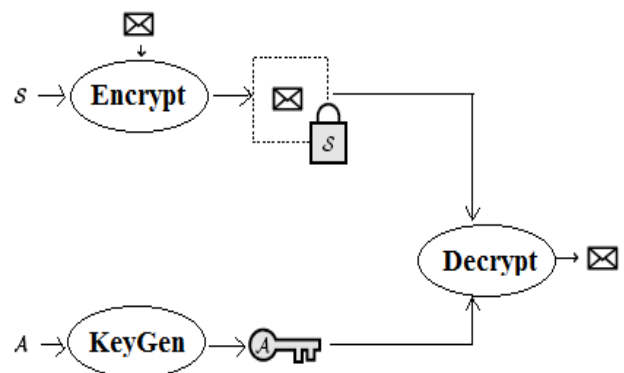 𝒮
Encrypt
𝒮
Decrypt
𝒜
KeyGen
𝒜